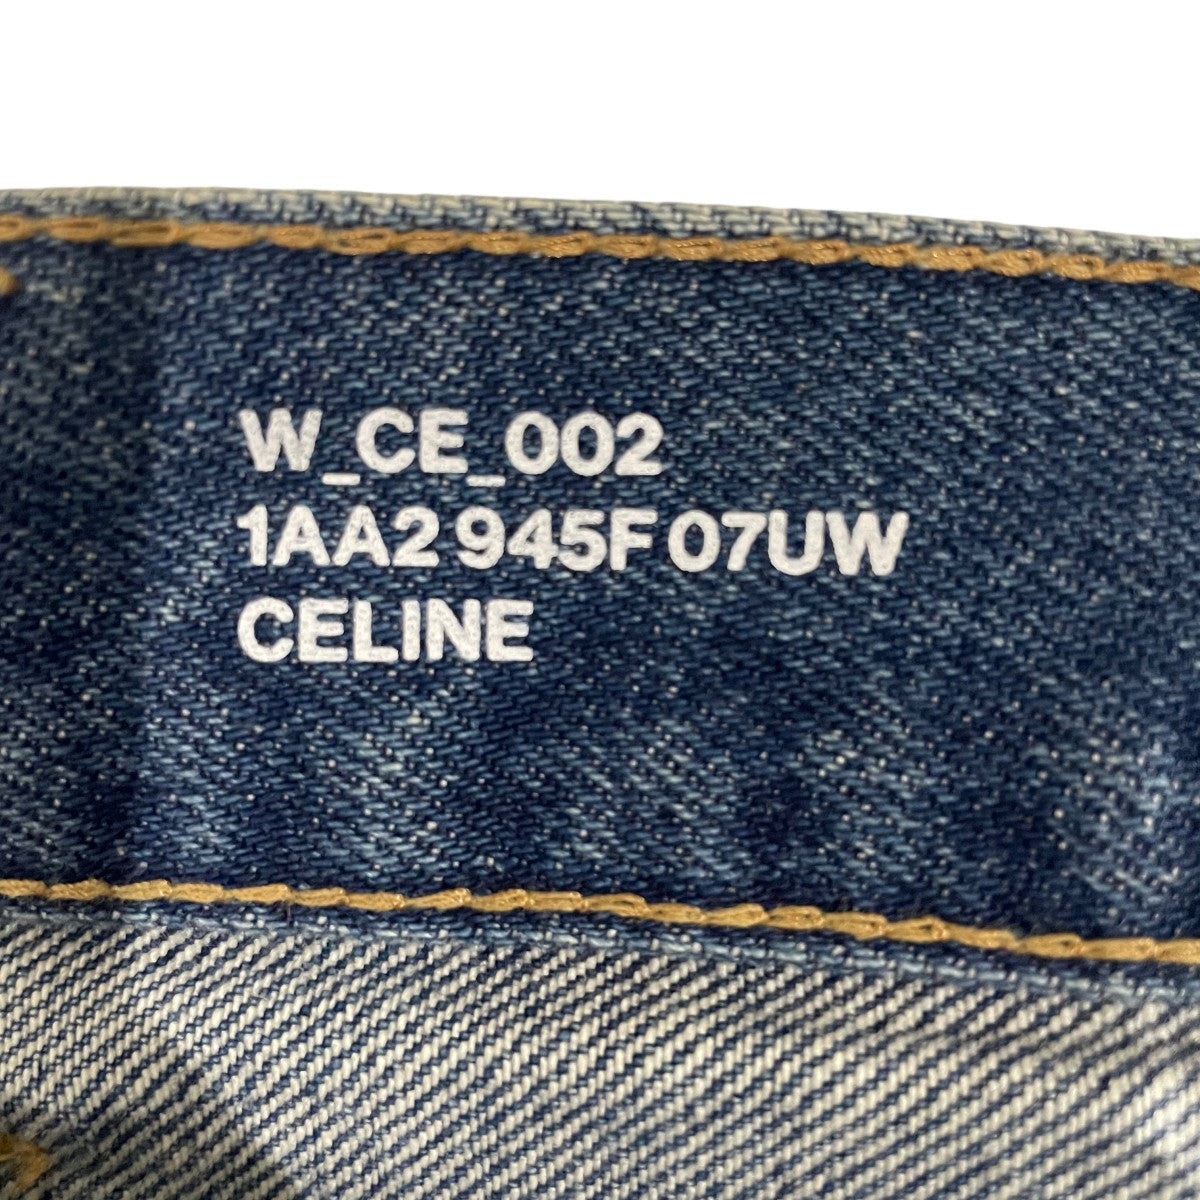 W_CE_002
1AA2 945F 07UW
CELINE